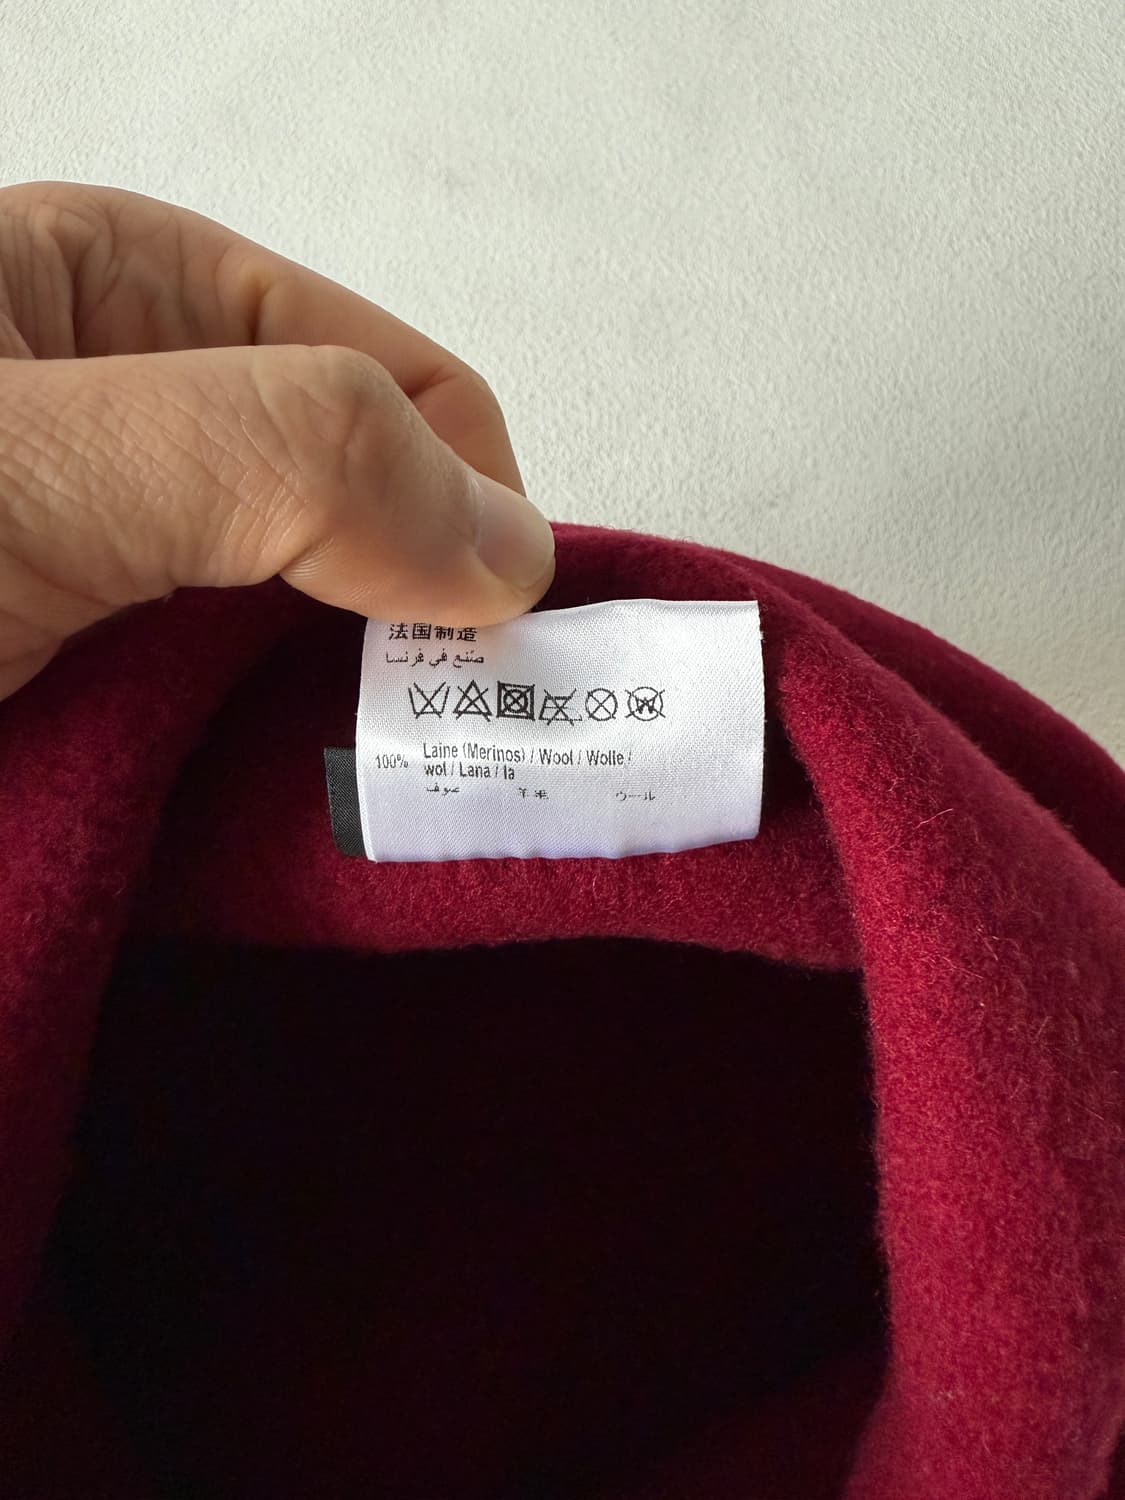 法国制造
صنع في فرنسا
W
100% Laine (Merinos) / Wool / Wolle /
wol / Lana / la
صوف 羊毛 ウール